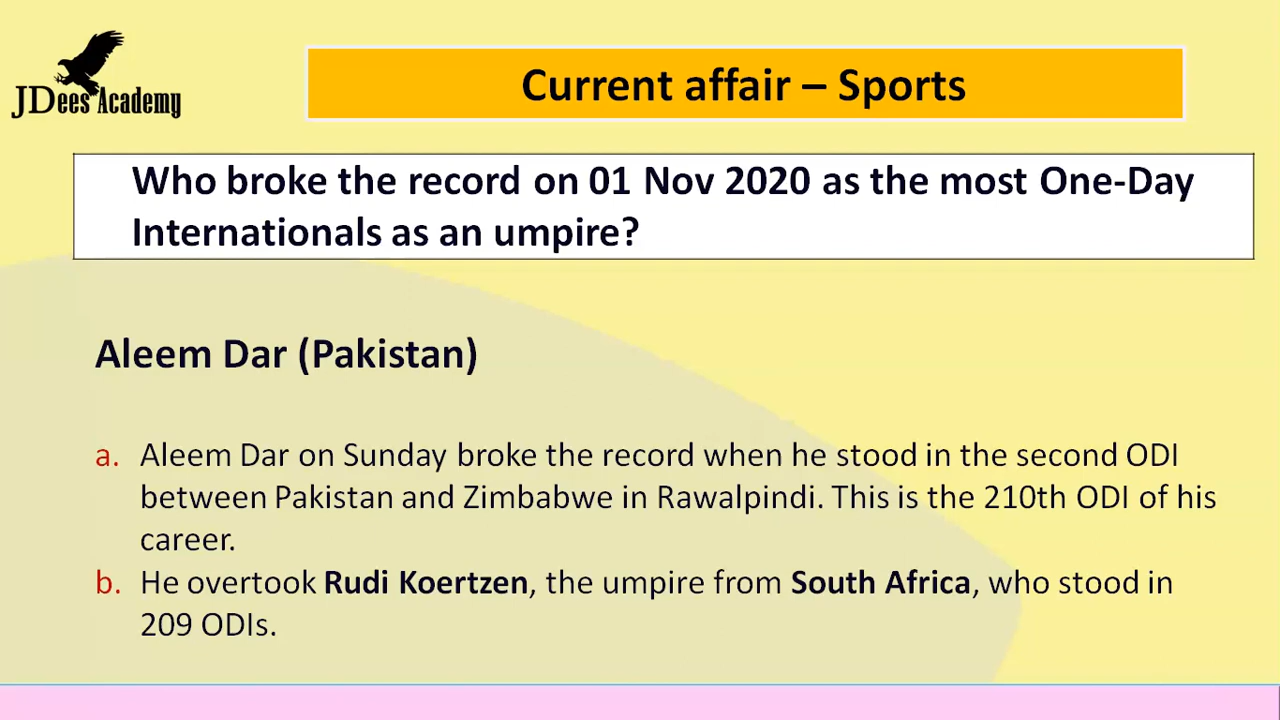 JDees Academy
Current affair – Sports
Who broke the record on 01 Nov 2020 as the most One-Day
Internationals as an umpire?
Aleem Dar (Pakistan)
a. Aleem Dar on Sunday broke the record when he stood in the second ODI
between Pakistan and Zimbabwe in Rawalpindi. This is the 210th ODI of his
career.
b. He overtook Rudi Koertzen, the umpire from South Africa, who stood in
209 ODIs.